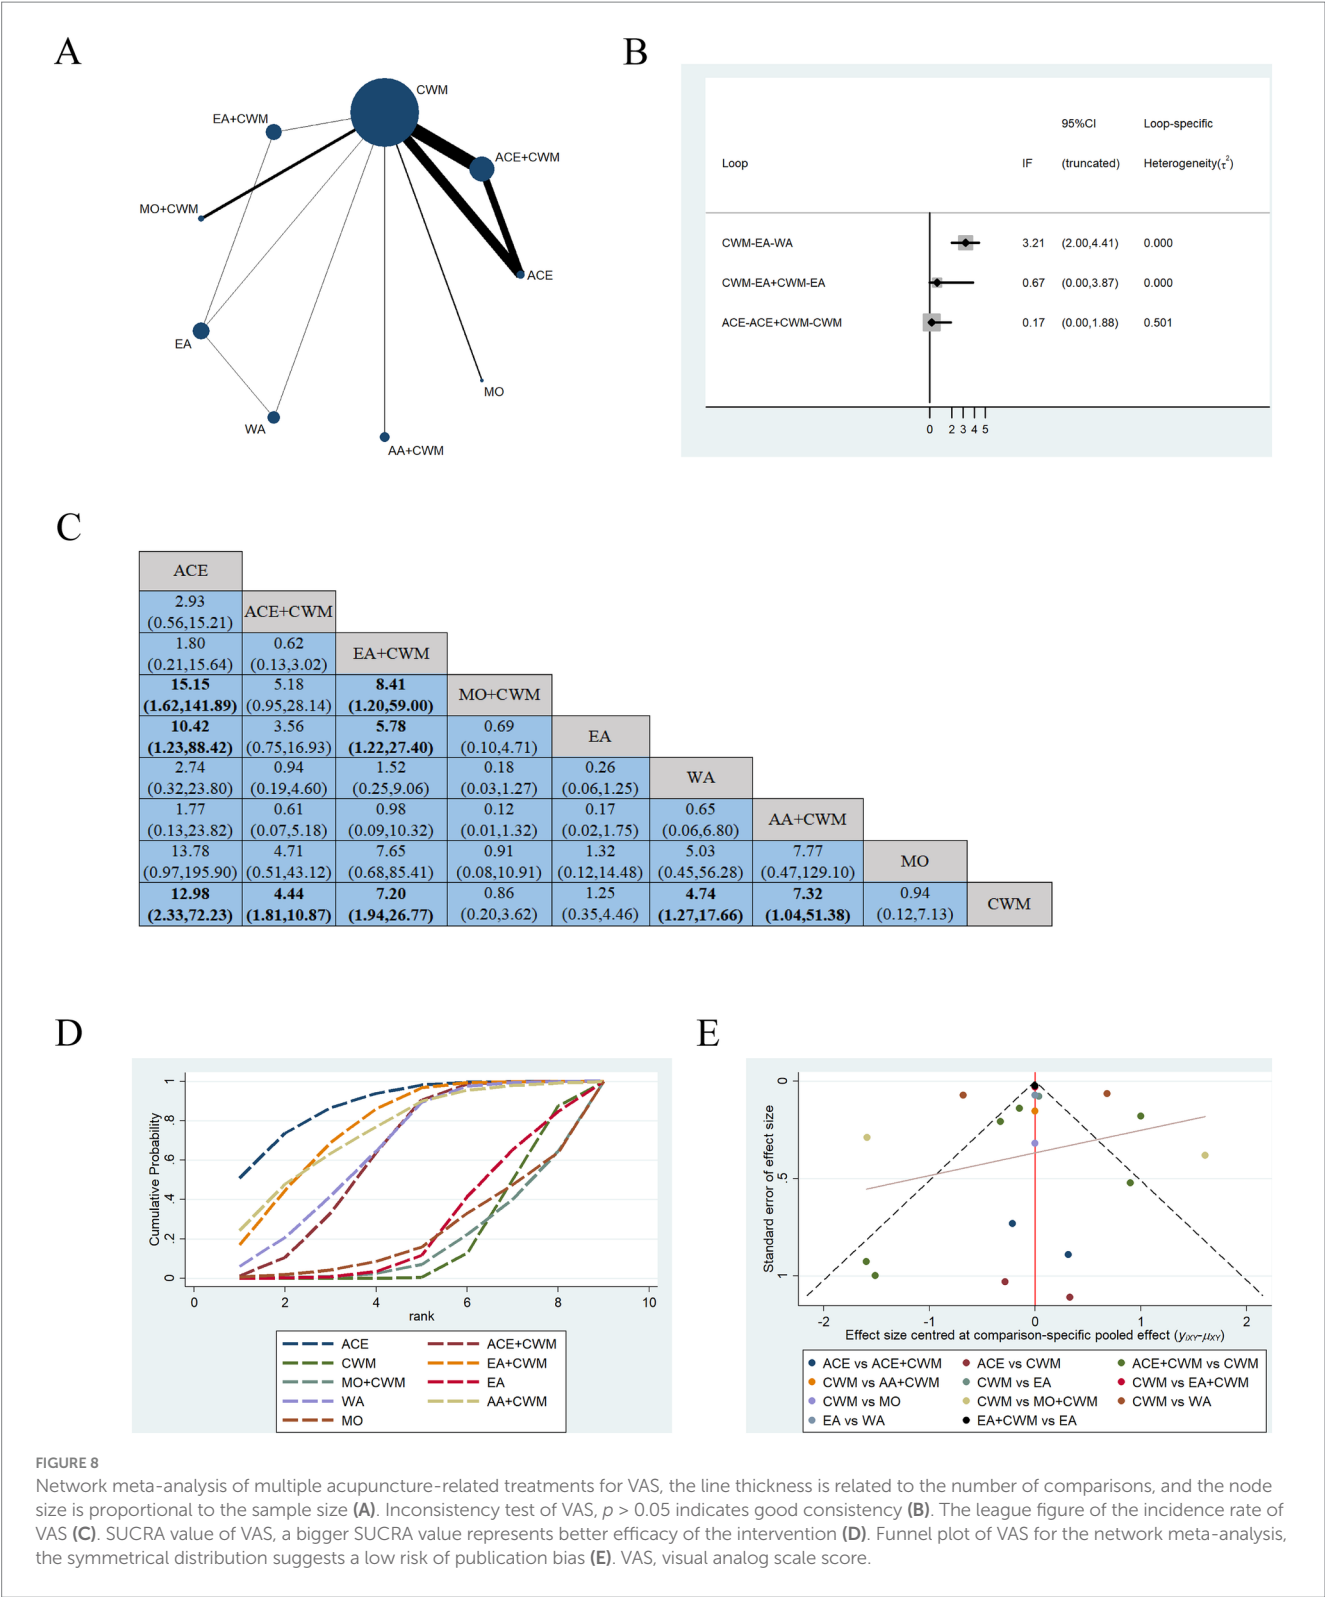 A
CWM
EA+CWM
ACE+CWM
MO+CWM
ACE
EA
MO
WA
AA+CWM
B
95%CI Loop-specific
Loop IF (truncated) Heterogeneity(τ²)
CWM-EA-WA 3.21 (2.00,4.41) 0.000
CWM-EA+CWM-EA 0.67 (0.00,3.87) 0.000
ACE-ACE+CWM-CWM 0.17 (0.00,1.88) 0.501
0 2 3 4 5
C
ACE
2.93 ACE+CWM
(0.56,15.21)
1.80 0.62 EA+CWM
(0.21,15.64) (0.13,3.02)
15.15 5.18 8.41 MO+CWM
(1.62,141.89) (0.95,28.14) (1.20,59.00)
10.42 3.56 5.78 0.69 EA
(1.23,88.42) (0.75,16.93) (1.22,27.40) (0.10,4.71)
2.74 0.94 1.52 0.18 0.26 WA
(0.32,23.80) (0.19,4.60) (0.25,9.06) (0.03,1.27) (0.06,1.25)
1.77 0.61 0.98 0.12 0.17 0.65 AA+CWM
(0.13,23.82) (0.07,5.18) (0.09,10.32) (0.01,1.32) (0.02,1.75) (0.06,6.80)
13.78 4.71 7.65 0.91 1.32 5.03 7.77 MO
(0.97,195.90) (0.51,43.12) (0.68,85.41) (0.08,10.91) (0.12,14.48) (0.45,56.28) (0.47,129.10)
12.98 4.44 7.20 0.86 1.25 4.74 7.32 0.94 CWM
(2.33,72.23) (1.81,10.87) (1.94,26.77) (0.20,3.62) (0.35,4.46) (1.27,17.66) (1.04,51.38) (0.12,7.13)
D
Cumulative Probability
1
.8
.6
.4
.2
0
0 2 4 6 8 10
rank
ACE ACE+CWM
CWM EA+CWM
MO+CWM EA
WA AA+CWM
MO
E
Standard error of effect size
0
.5
1
-2 -1 0 1 2
Effect size centred at comparison-specific pooled effect (yiXY-μXY)
ACE vs ACE+CWM ACE vs CWM ACE+CWM vs CWM
CWM vs AA+CWM CWM vs EA CWM vs EA+CWM
CWM vs MO CWM vs MO+CWM CWM vs WA
EA vs WA EA+CWM vs EA
FIGURE 8
Network meta-analysis of multiple acupuncture-related treatments for VAS, the line thickness is related to the number of comparisons, and the node
size is proportional to the sample size (A). Inconsistency test of VAS, p > 0.05 indicates good consistency (B). The league figure of the incidence rate of
VAS (C). SUCRA value of VAS, a bigger SUCRA value represents better efficacy of the intervention (D). Funnel plot of VAS for the network meta-analysis,
the symmetrical distribution suggests a low risk of publication bias (E). VAS, visual analog scale score.